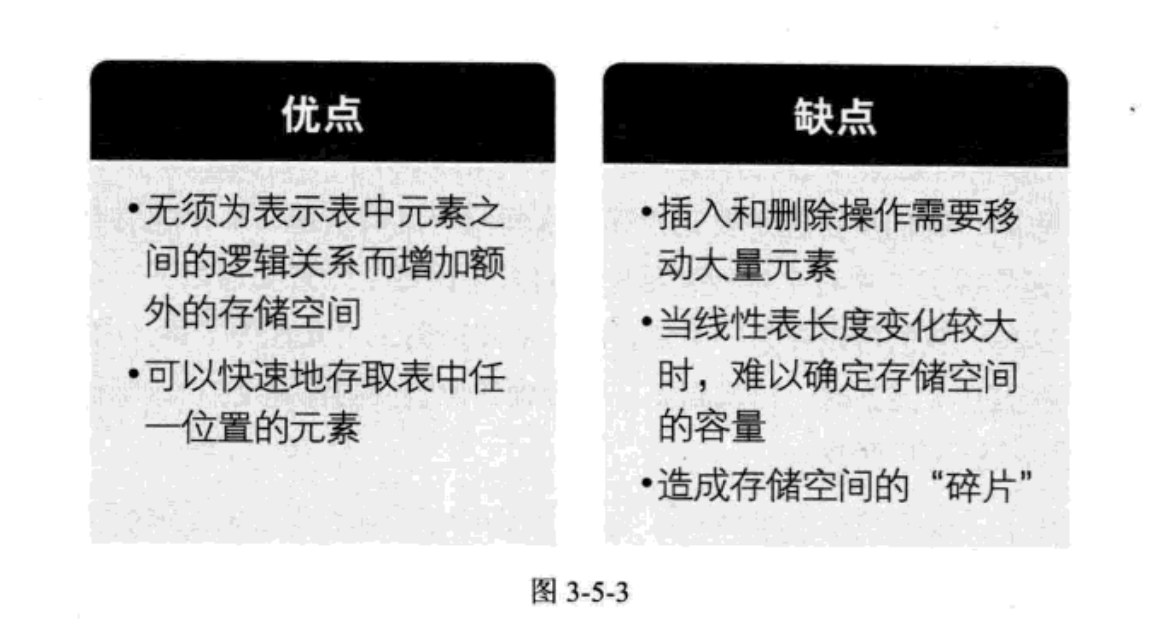 优点
•无须为表示表中元素之
间的逻辑关系而增加额
外的存储空间
•可以快速地存取表中任
一位置的元素
缺点
•插入和删除操作需要移
动大量元素
•当线性表长度变化较大
时，难以确定存储空间
的容量
•造成存储空间的“碎片”
图 3-5-3